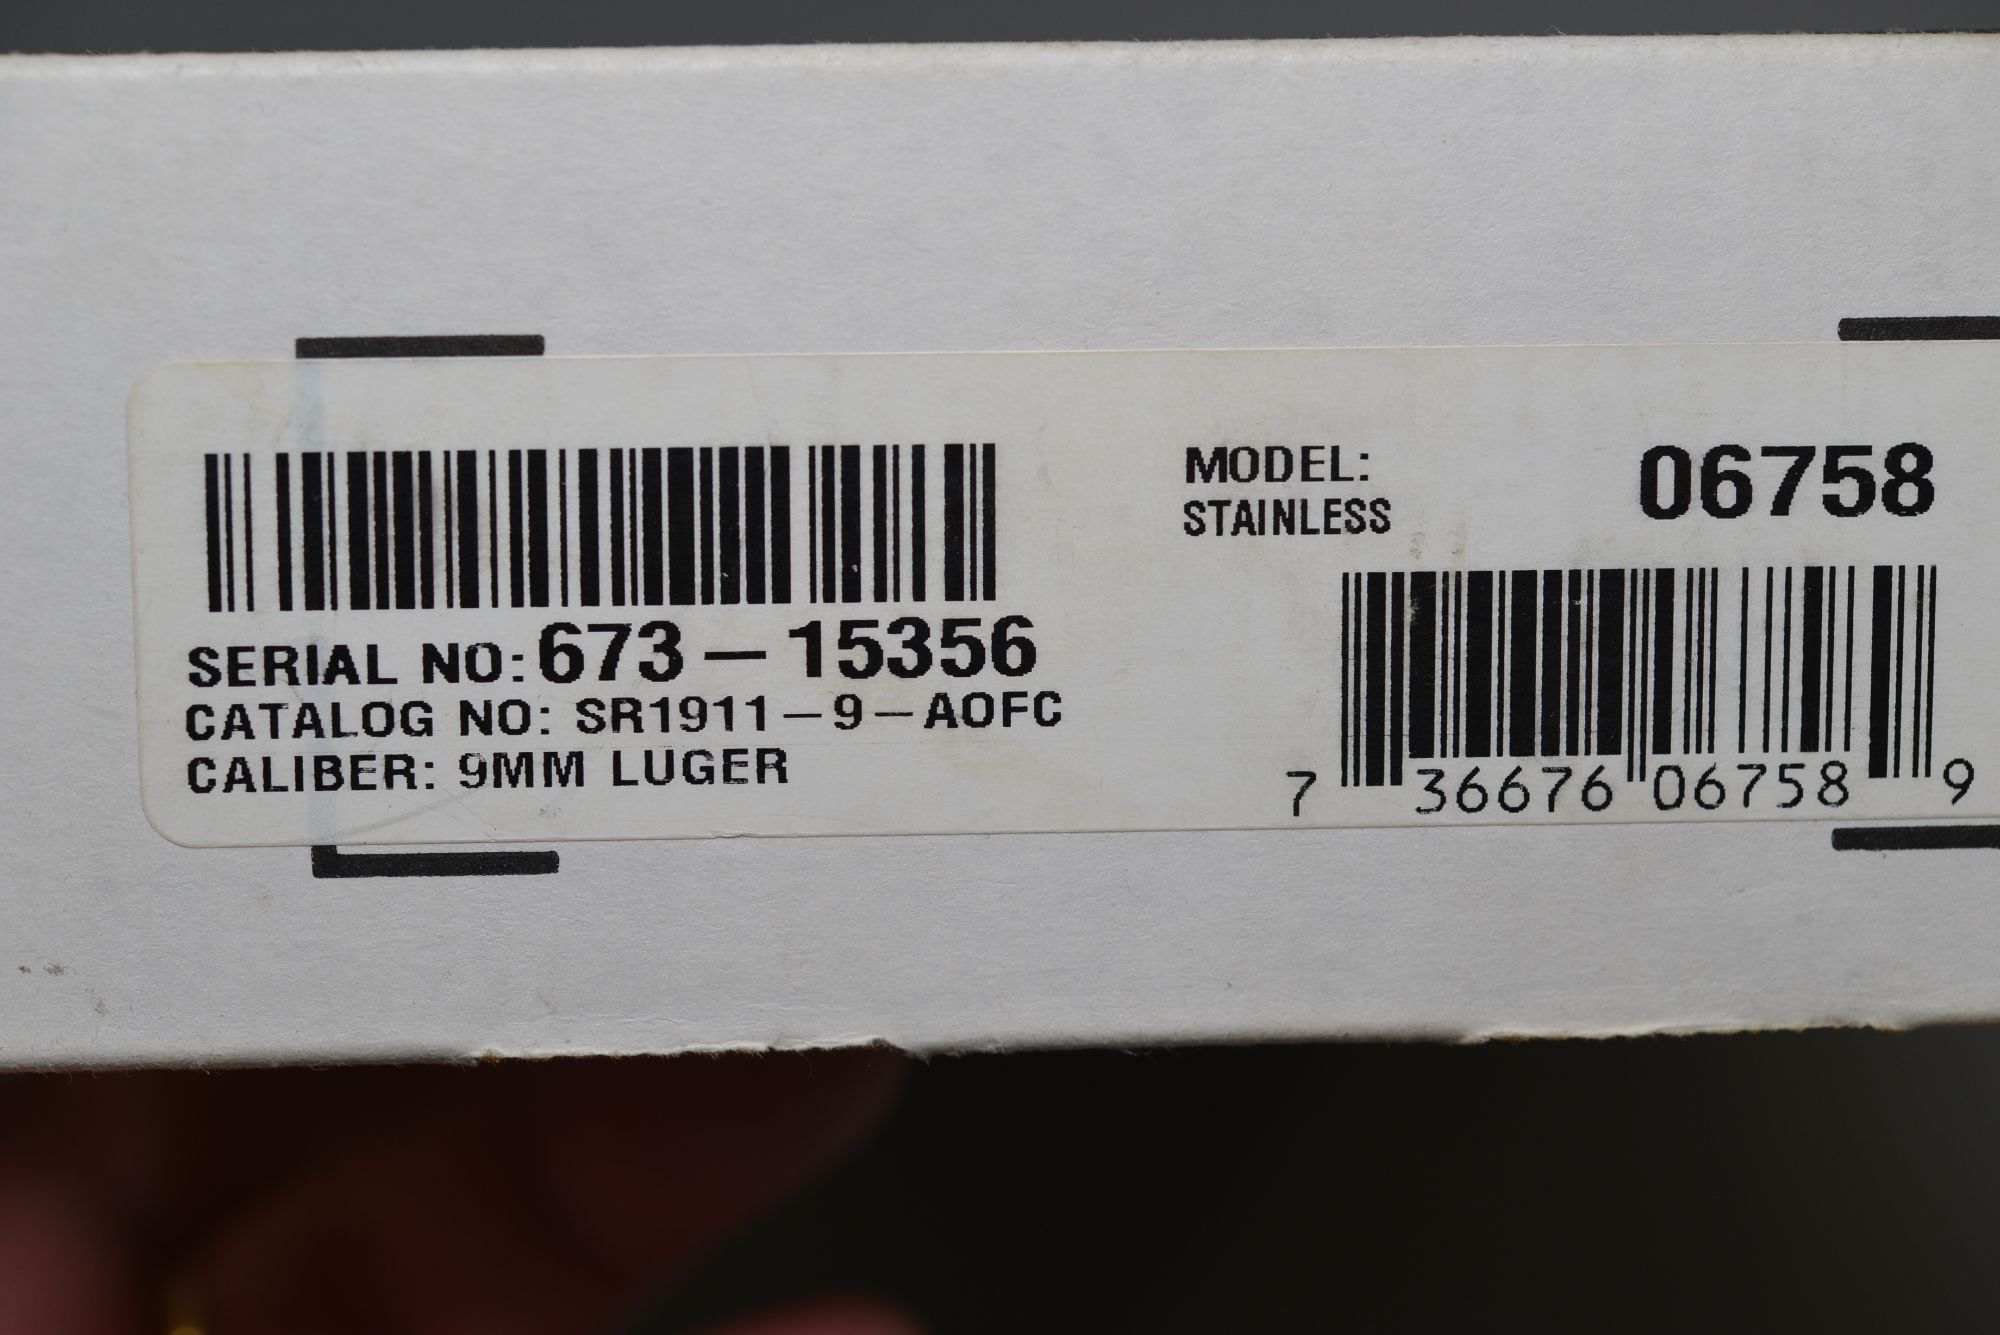 SERIAL NO: 673-15356
CATALOG NO: SR1911-9-AOFC
CALIBER: 9MM LUGER
MODEL: 06758
STAINLESS
7 36676 06758 9